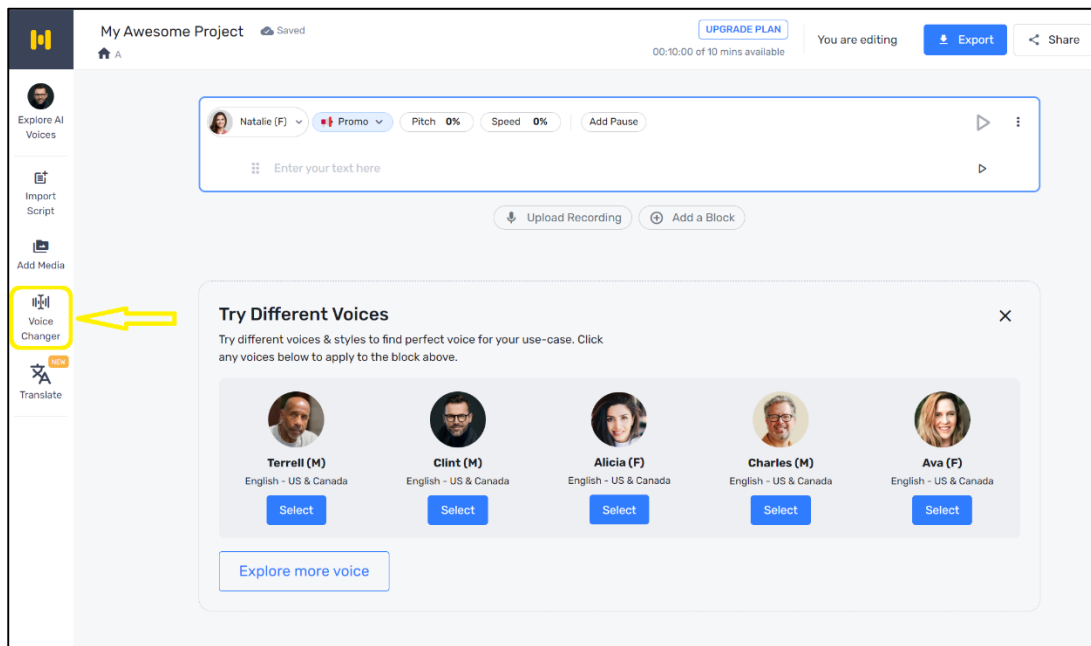 My Awesome Project
Saved
A
UPGRADE PLAN
00:10:00 of 10 mins available
You are editing
Export
Share
Explore AI
Voices
Import
Script
Add Media
Voice
Changer
NEW
Translate
Natalie (F)
Promo
Pitch 0%
Speed 0%
Add Pause
Enter your text here
Upload Recording
Add a Block
Try Different Voices
Try different voices & styles to find perfect voice for your use-case. Click
any voices below to apply to the block above.
Terrell (M)
English - US & Canada
Select
Clint (M)
English - US & Canada
Select
Alicia (F)
English - US & Canada
Select
Charles (M)
English - US & Canada
Select
Ava (F)
English - US & Canada
Select
Explore more voice